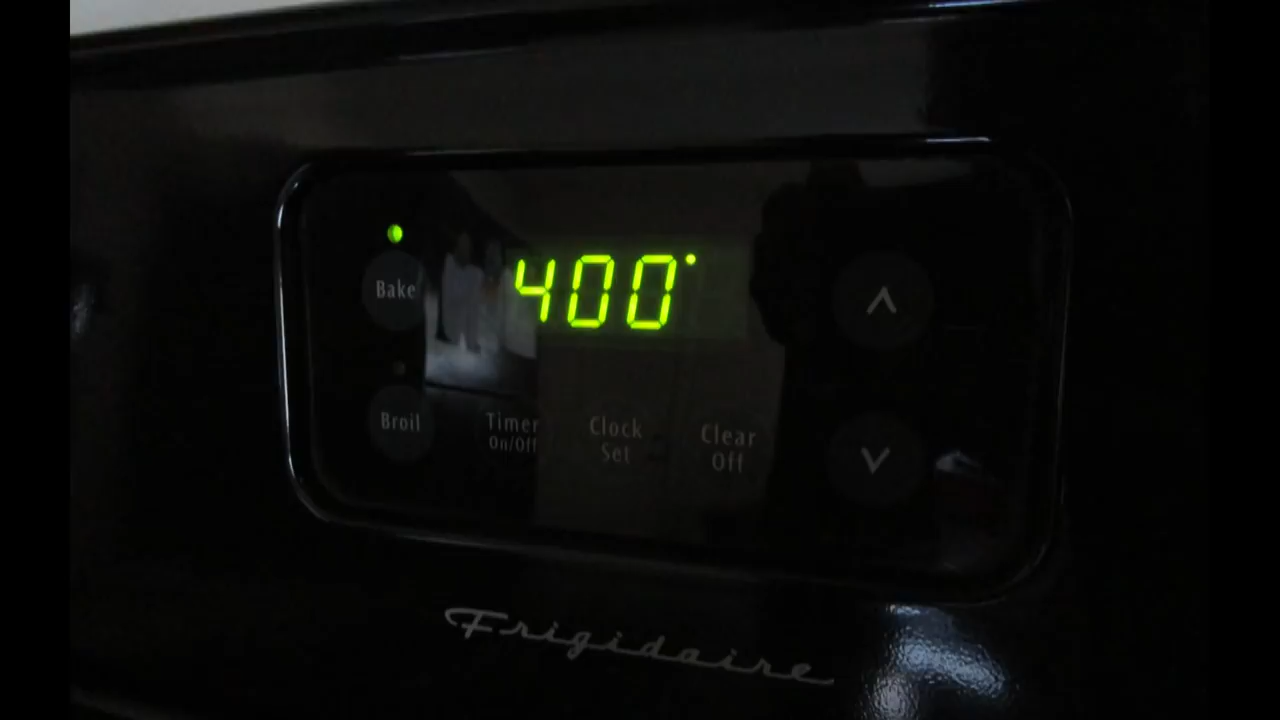 400°
Bake
Broil
Timer
On/Off
Clock
Set
Clear
Off
Frigidaire